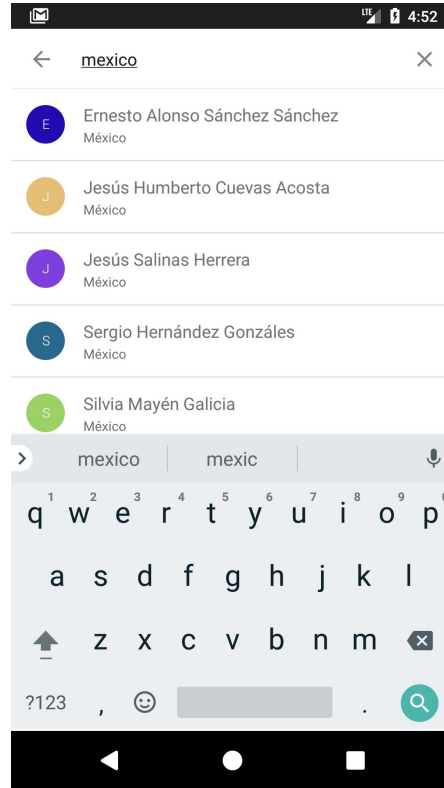 LTE 4:52
mexico
E
Ernesto Alonso Sánchez Sánchez
México
J
Jesús Humberto Cuevas Acosta
México
J
Jesús Salinas Herrera
México
S
Sergio Hernández Gonzáles
México
S
Silvia Mayén Galicia
México
mexico mexic
1 2 3 4 5 6 7 8 9
q w e r t y u i o p
a s d f g h j k l
z x c v b n m
?123 , .